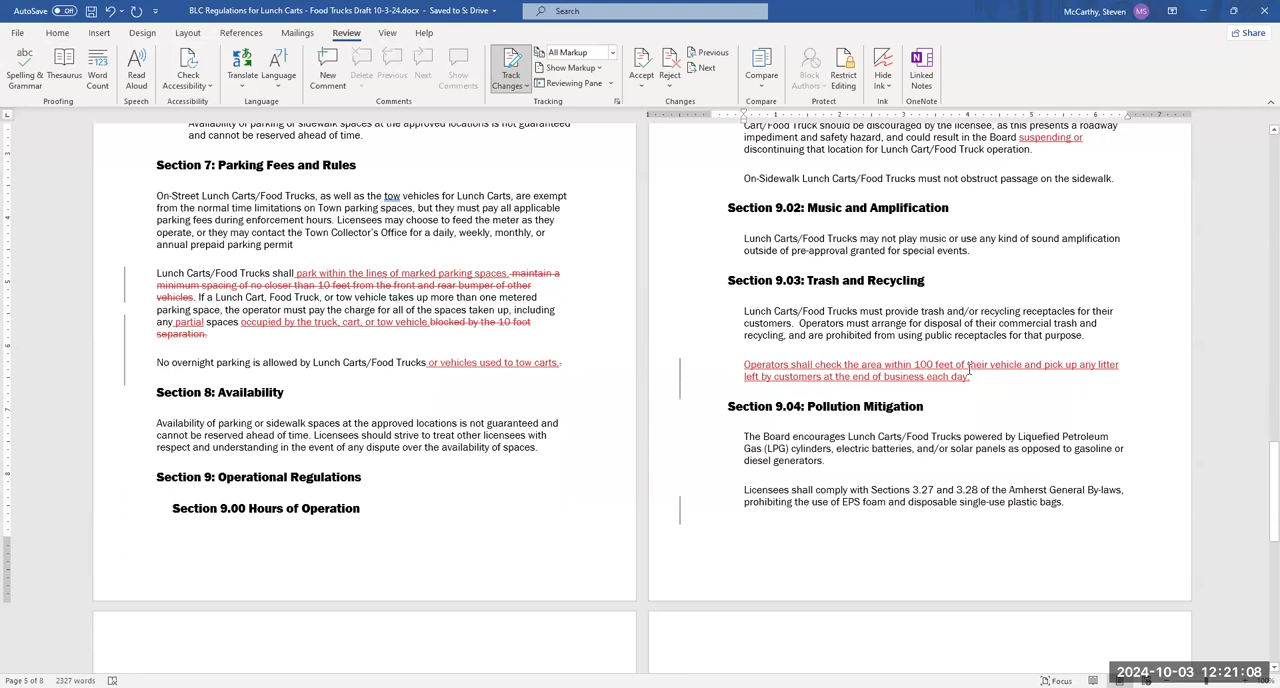 AutoSave Off BLC Regulations for Lunch Carts - Food Trucks Draft 10-3-24.docx - Saved to S: Drive Search McCarthy, Steven MS
File Home Insert Draw Design Layout References Mailings Review View Help Share
Spelling & Grammar Thesaurus Word Count Read Aloud Check Accessibility Translate Language New Comment Delete Previous Next Show Comments Track Changes All Markup Show Markup Reviewing Pane Accept Reject Previous Next Compare Block Authors Restrict Editing Hide Ink Linked Notes
Proofing Speech Accessibility Language Comments Tracking Changes Compare Protect Ink OneNote
Availability of parking or sidewalk spaces at the approved locations is not guaranteed
and cannot be reserved ahead of time.
Section 7: Parking Fees and Rules
On-Street Lunch Carts/Food Trucks, as well as the tow vehicles for Lunch Carts, are exempt
from the normal time limitations on Town parking spaces, but they must pay all applicable
parking fees during enforcement hours. Licensees may choose to feed the meter as they
operate, or they may contact the Town Collector's Office for a daily, weekly, monthly, or
annual prepaid parking permit
Lunch Carts/Food Trucks shall park within the lines of marked parking spaces. maintain a
minimum spacing of no closer than 10 feet from the front and rear bumper of other
vehicles. If a Lunch Cart, Food Truck, or tow vehicle takes up more than one metered
parking space, the operator must pay the charge for all of the spaces taken up, including
any partial spaces occupied by the truck, cart, or tow vehicle.blocked by the 10 foot
separation.
No overnight parking is allowed by Lunch Carts/Food Trucks or vehicles used to tow carts..
Section 8: Availability
Availability of parking or sidewalk spaces at the approved locations is not guaranteed and
cannot be reserved ahead of time. Licensees should strive to treat other licensees with
respect and understanding in the event of any dispute over the availability of spaces.
Section 9: Operational Regulations
Section 9.00 Hours of Operation
Cart/Food Truck should be discouraged by the licensee, as this presents a roadway
impediment and safety hazard, and could result in the Board suspending or
discontinuing that location for Lunch Cart/Food Truck operation.
On-Sidewalk Lunch Carts/Food Trucks must not obstruct passage on the sidewalk.
Section 9.02: Music and Amplification
Lunch Carts/Food Trucks may not play music or use any kind of sound amplification
outside of pre-approval granted for special events.
Section 9.03: Trash and Recycling
Lunch Carts/Food Trucks must provide trash and/or recycling receptacles for their
customers. Operators must arrange for disposal of their commercial trash and
recycling, and are prohibited from using public receptacles for that purpose.
Operators shall check the area within 100 feet of their vehicle and pick up any litter
left by customers at the end of business each day.
Section 9.04: Pollution Mitigation
The Board encourages Lunch Carts/Food Trucks powered by Liquefied Petroleum
Gas (LPG) cylinders, electric batteries, and/or solar panels as opposed to gasoline or
diesel generators.
Licensees shall comply with Sections 3.27 and 3.28 of the Amherst General By-laws,
prohibiting the use of EPS foam and disposable single-use plastic bags.
2024-10-03 12:21:08
Page 5 of 8 2327 words Focus 100%